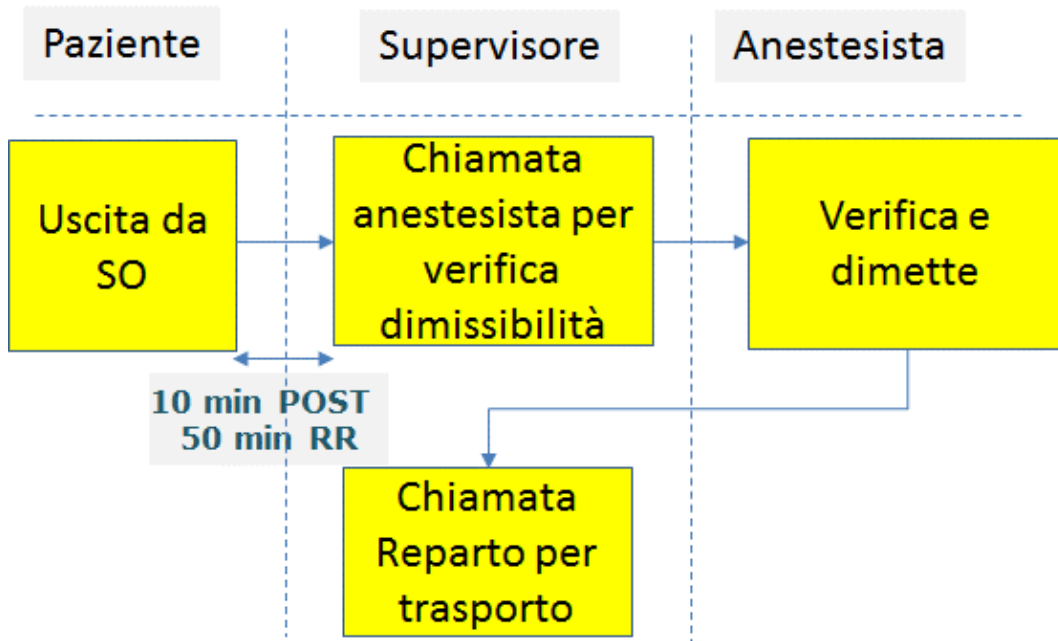 Paziente
Supervisore
Anestesista
Uscita da
SO
Chiamata
anestesista per
verifica
dimissibilità
Verifica e
dimette
10 min POST
50 min RR
Chiamata
Reparto per
trasporto